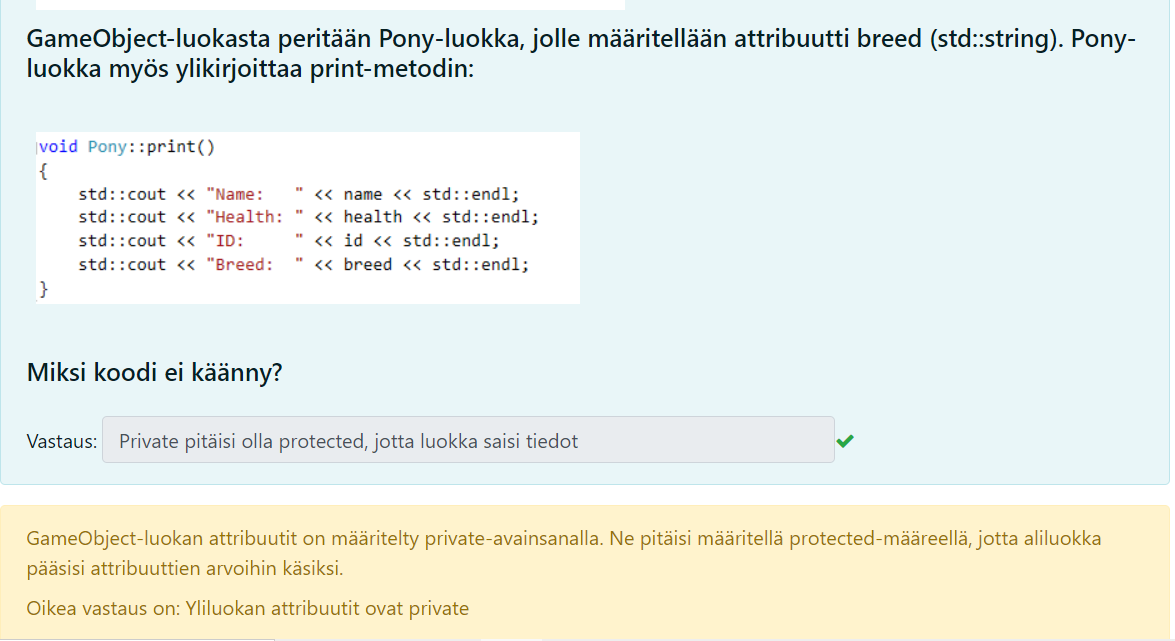 GameObject-luokasta peritään Pony-luokka, jolle määritellään attribuutti breed (std::string). Pony-
luokka myös ylikirjoittaa print-metodin:
void Pony::print()
{
    std::cout << "Name:   " << name << std::endl;
    std::cout << "Health: " << health << std::endl;
    std::cout << "ID:     " << id << std::endl;
    std::cout << "Breed:  " << breed << std::endl;
}
Miksi koodi ei käänny?
Vastaus: Private pitäisi olla protected, jotta luokka saisi tiedot
GameObject-luokan attribuutit on määritelty private-avainsanalla. Ne pitäisi määritellä protected-määreellä, jotta aliluokka
pääsisi attribuuttien arvoihin käsiksi.
Oikea vastaus on: Yliluokan attribuutit ovat private